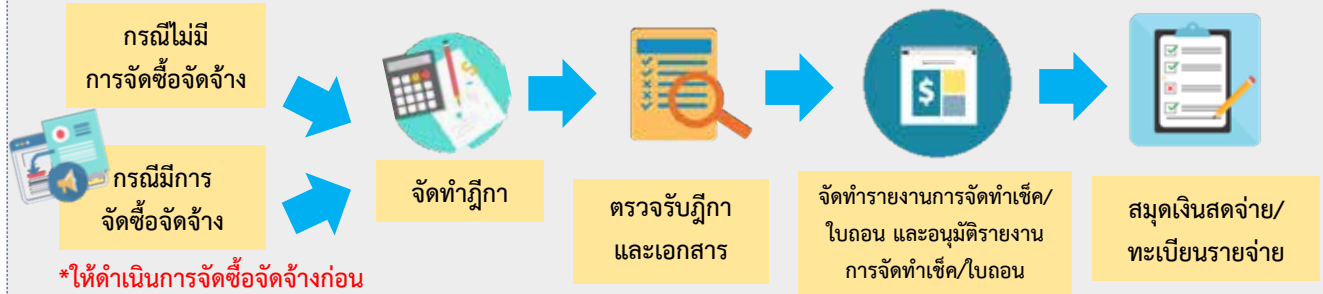 กรณีไม่มี
การจัดซื้อจัดจ้าง
กรณีมีการ
จัดซื้อจัดจ้าง
*ให้ดำเนินการจัดซื้อจัดจ้างก่อน
จัดทำฎีกา
ตรวจรับฎีกา
และเอกสาร
จัดทำรายงานการจัดทำเช็ค/
ใบถอน และอนุมัติรายงาน
การจัดทำเช็ค/ใบถอน
สมุดเงินสดจ่าย/
ทะเบียนรายจ่าย